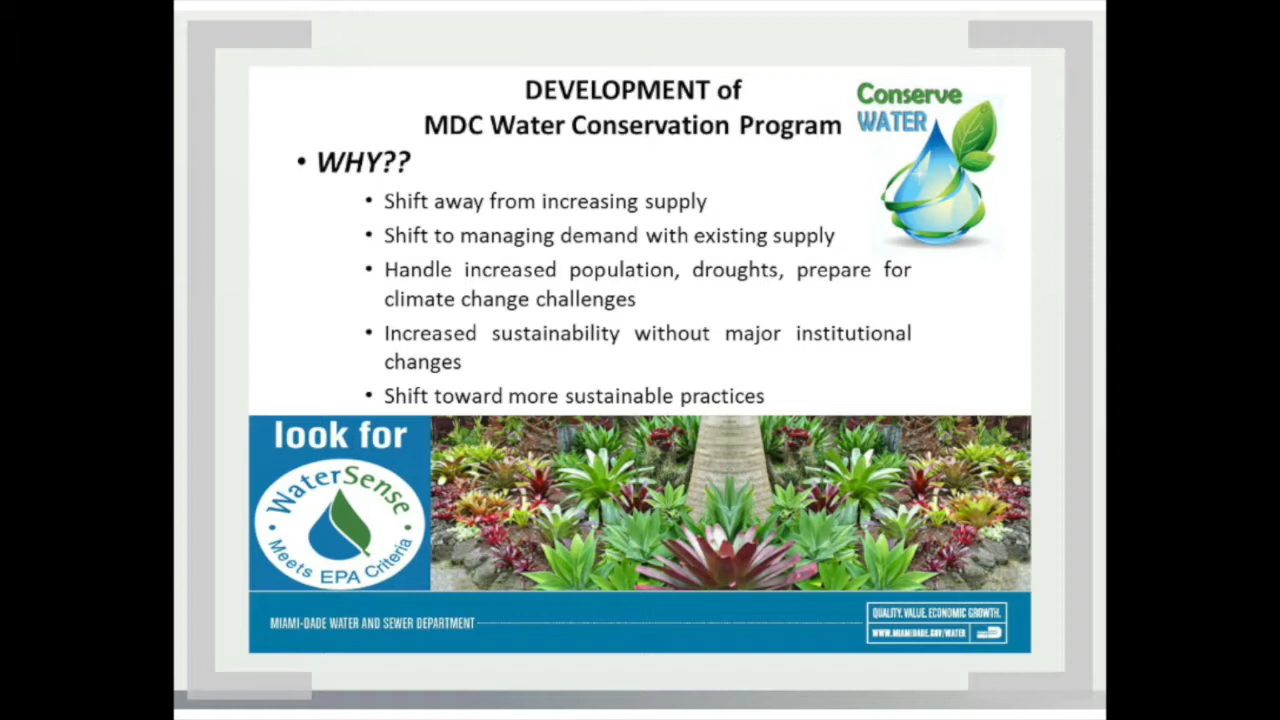 DEVELOPMENT of
MDC Water Conservation Program
Conserve
WATER
• WHY??
• Shift away from increasing supply
• Shift to managing demand with existing supply
• Handle increased population, droughts, prepare for
climate change challenges
• Increased sustainability without major institutional
changes
• Shift toward more sustainable practices
look for
WaterSense
• Meets EPA Criteria •
MIAMI-DADE WATER AND SEWER DEPARTMENT
QUALITY. VALUE. ECONOMIC GROWTH.
WWW.MIAMIDADE.GOV/WATER